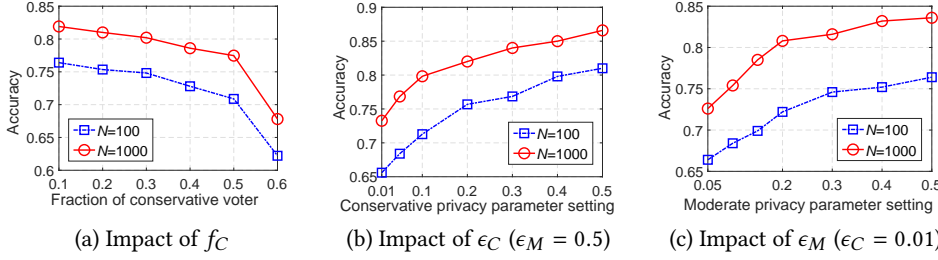 0.85
0.8
0.75
0.7
0.65
0.6
Accuracy
N=100
N=1000
0.1 0.2 0.3 0.4 0.5 0.6
Fraction of conservative voter
(a) Impact of f_C
0.9
0.85
0.8
0.75
0.7
0.65
Accuracy
N=100
N=1000
0.01 0.1 0.2 0.3 0.4 0.5
Conservative privacy parameter setting
(b) Impact of ϵ_C (ϵ_M = 0.5)
0.85
0.8
0.75
0.7
0.65
Accuracy
N=100
N=1000
0.05 0.2 0.3 0.4 0.5
Moderate privacy parameter setting
(c) Impact of ϵ_M (ϵ_C = 0.01)